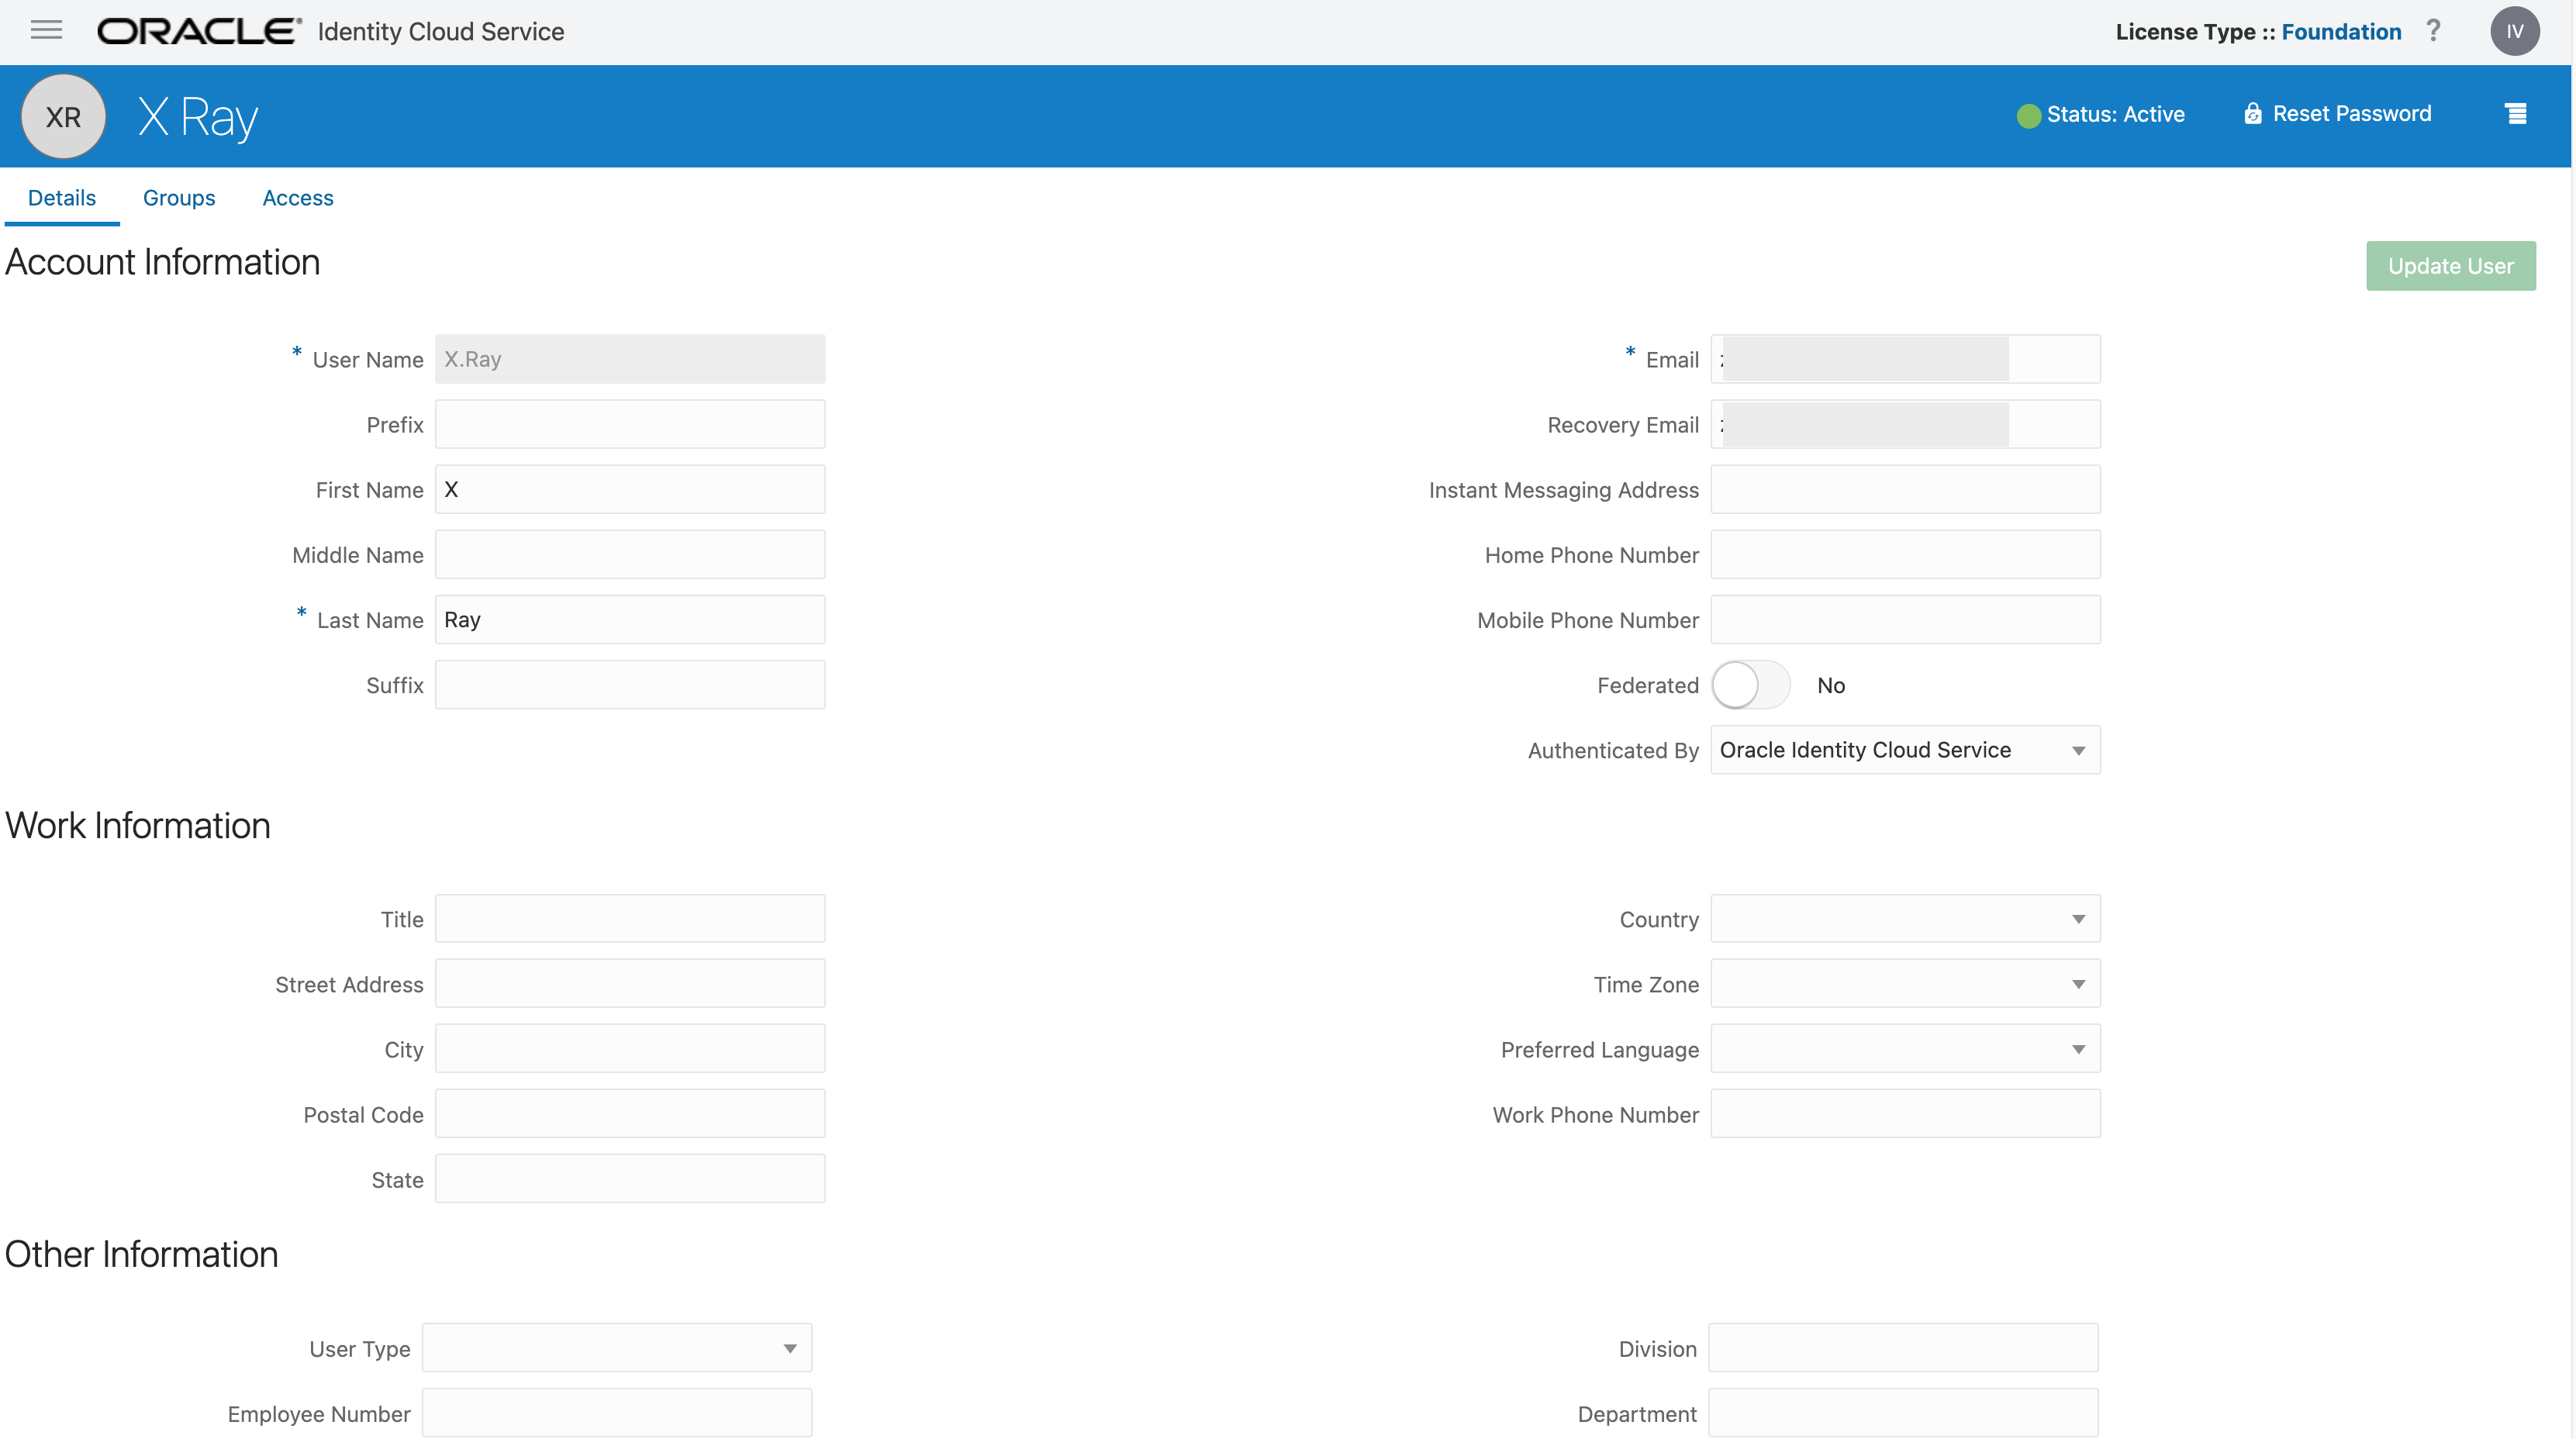 ORACLE® Identity Cloud Service
License Type :: Foundation ?
IV
XR
X Ray
Status: Active
Reset Password
Details
Groups
Access
Account Information
Update User
* User Name X.Ray
Prefix
First Name X
Middle Name
* Last Name Ray
Suffix
* Email
Recovery Email
Instant Messaging Address
Home Phone Number
Mobile Phone Number
Federated No
Authenticated By Oracle Identity Cloud Service
Work Information
Title
Street Address
City
Postal Code
State
Country
Time Zone
Preferred Language
Work Phone Number
Other Information
User Type
Employee Number
Division
Department